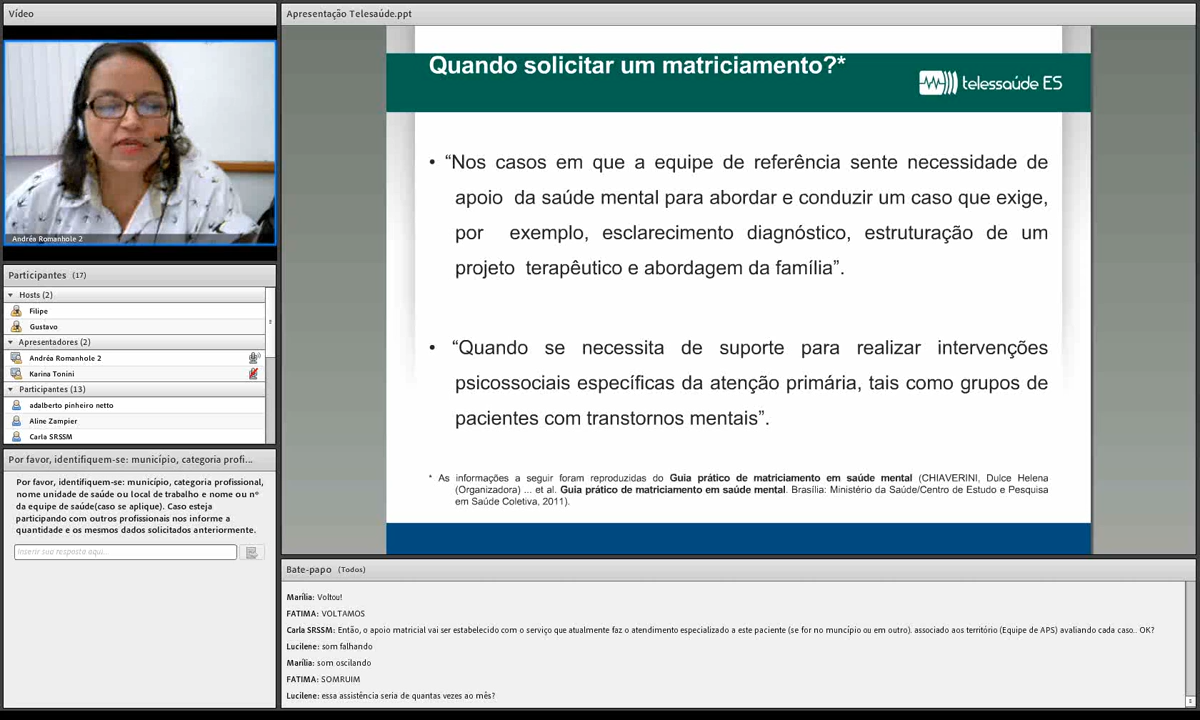 Vídeo
Andréa Romanhole 2
Participantes (17)
Hosts (2)
Filipe
Gustavo
Apresentadores (2)
Andréa Romanhole 2
Karina Tonini
Participantes (13)
adalberto pinheiro netto
Aline Zampier
Carla SRSSM
Por favor, identifiquem-se: município, categoria profi...
Por favor, identifiquem-se: município, categoria profissional,
nome unidade de saúde ou local de trabalho e nome ou nº
da equipe de saúde(caso se aplique). Caso esteja
participando com outros profissionais nos informe a
quantidade e os mesmos dados solicitados anteriormente.
Inserir sua resposta aqui...
Apresentação Telesaúde.ppt
Quando solicitar um matriciamento?*
telessaúde ES
• “Nos casos em que a equipe de referência sente necessidade de
apoio da saúde mental para abordar e conduzir um caso que exige,
por exemplo, esclarecimento diagnóstico, estruturação de um
projeto terapêutico e abordagem da família”.
• “Quando se necessita de suporte para realizar intervenções
psicossociais específicas da atenção primária, tais como grupos de
pacientes com transtornos mentais”.
* As informações a seguir foram reproduzidas do Guia prático de matriciamento em saúde mental (CHIAVERINI, Dulce Helena
(Organizadora) ... et al. Guia prático de matriciamento em saúde mental. Brasília: Ministério da Saúde/Centro de Estudo e Pesquisa
em Saúde Coletiva, 2011).
Bate-papo (Todos)
Marília: Voltou!
FATIMA: VOLTAMOS
Carla SRSSM: Então, o apoio matricial vai ser estabelecido com o serviço que atualmente faz o atendimento especializado a este paciente (se for no muncípio ou em outro). associado aos território (Equipe de APS) avaliando cada caso.. OK?
Lucilene: som falhando
Marília: som oscilando
FATIMA: SOMRUIM
Lucilene: essa assistência seria de quantas vezes ao mês?